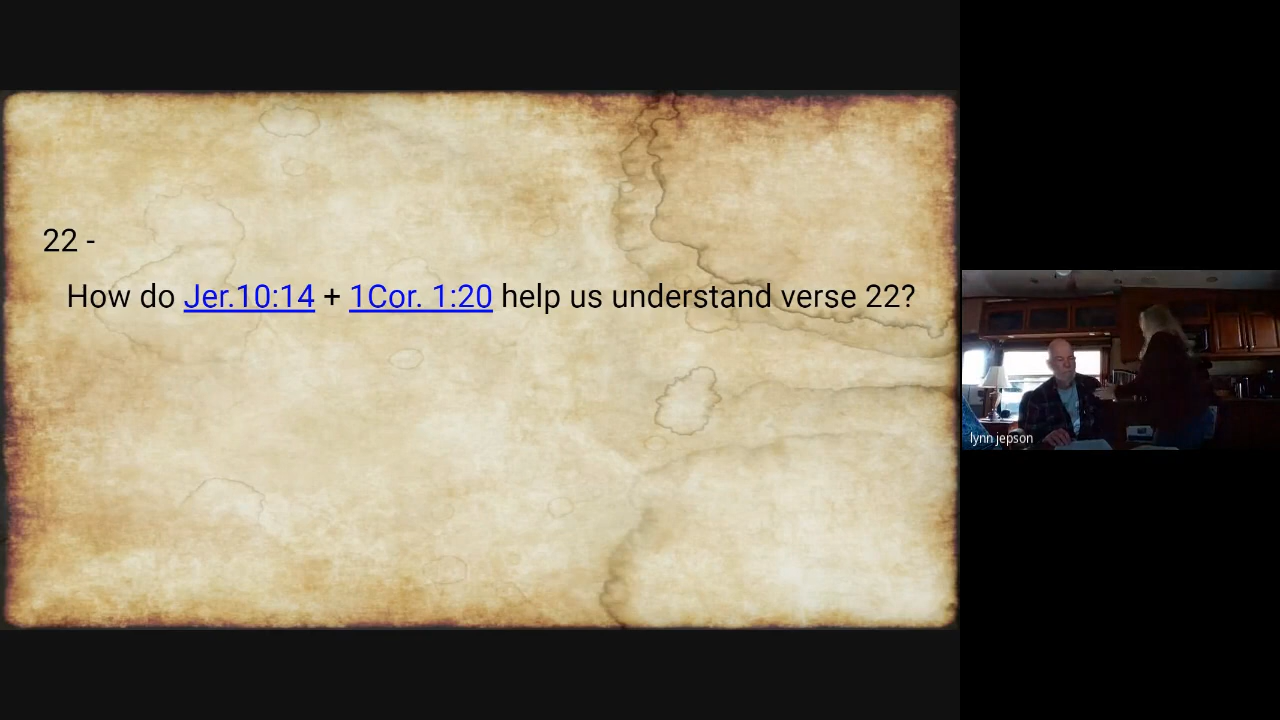 22 -
How do Jer.10:14 + 1Cor. 1:20 help us understand verse 22?
lynn jepson